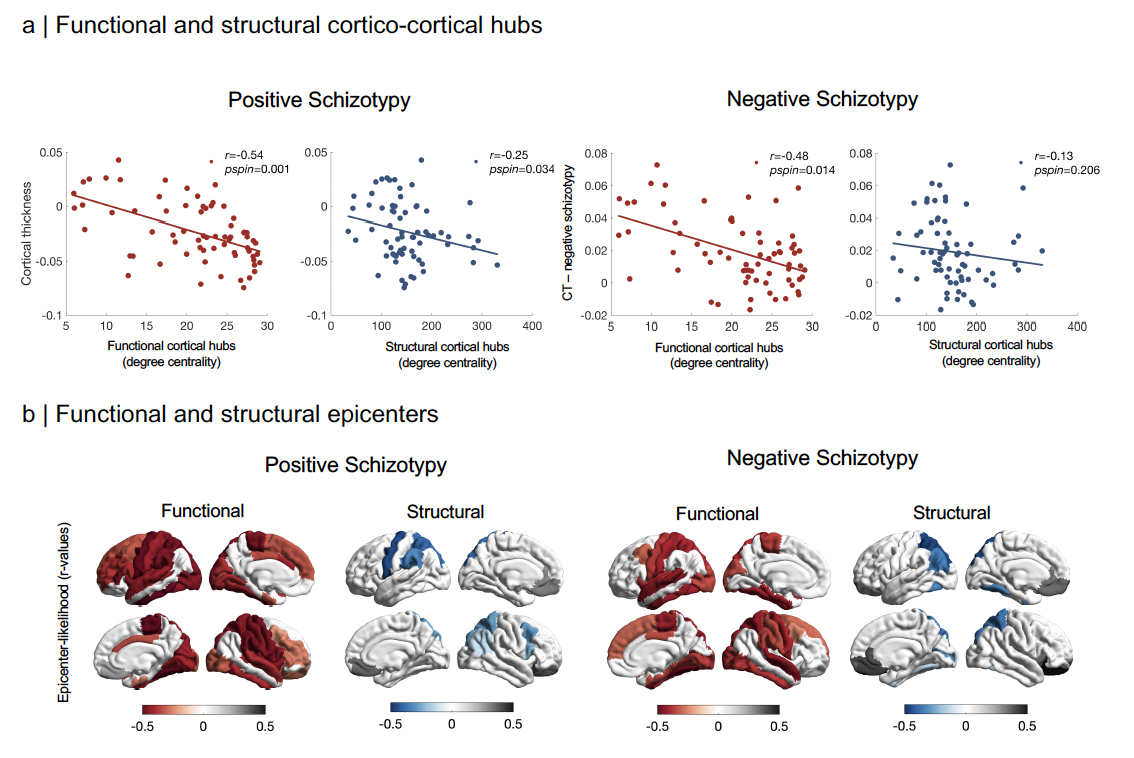 a | Functional and structural cortico-cortical hubs
Positive Schizotypy
Negative Schizotypy
Cortical thickness
0.05
0
-0.05
-0.1
5 10 15 20 25 30
r=-0.54
pspin=0.001
Functional cortical hubs
(degree centrality)
0.05
0
-0.05
-0.1
0 100 200 300 400
r=-0.25
pspin=0.034
Structural cortical hubs
(degree centrality)
CT – negative schizotypy
0.08
0.06
0.04
0.02
0
-0.02
5 10 15 20 25 30
r=-0.48
pspin=0.014
Functional cortical hubs
(degree centrality)
0.08
0.06
0.04
0.02
0
-0.02
0 100 200 300 400
r=-0.13
pspin=0.206
Structural cortical hubs
(degree centrality)
b | Functional and structural epicenters
Positive Schizotypy
Negative Schizotypy
Epicenter-likelihood (r-values)
Functional
Structural
Functional
Structural
-0.5 0 0.5
-0.5 0 0.5
-0.5 0 0.5
-0.5 0 0.5